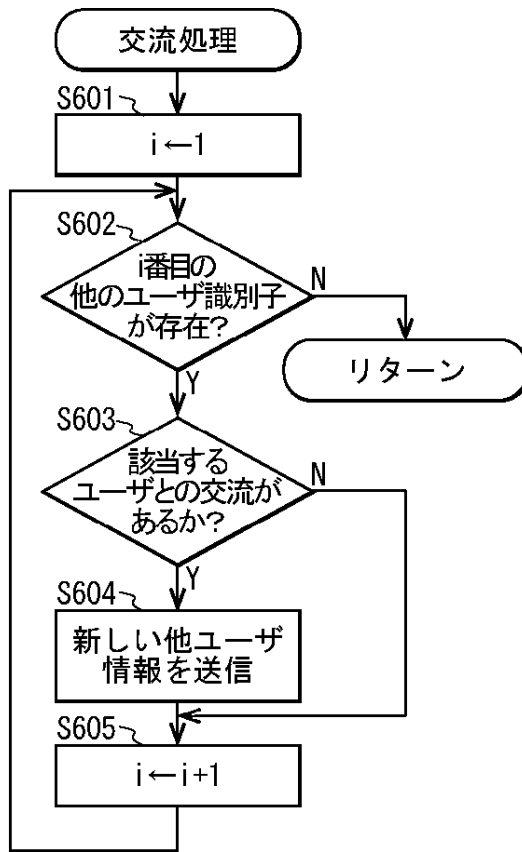 交流処理
S601
i←1
S602
i番目の
他のユーザ識別子
が存在?
N
リターン
Y
S603
該当する
ユーザとの交流が
あるか?
N
Y
S604
新しい他ユーザ
情報を送信
S605
i←i+1